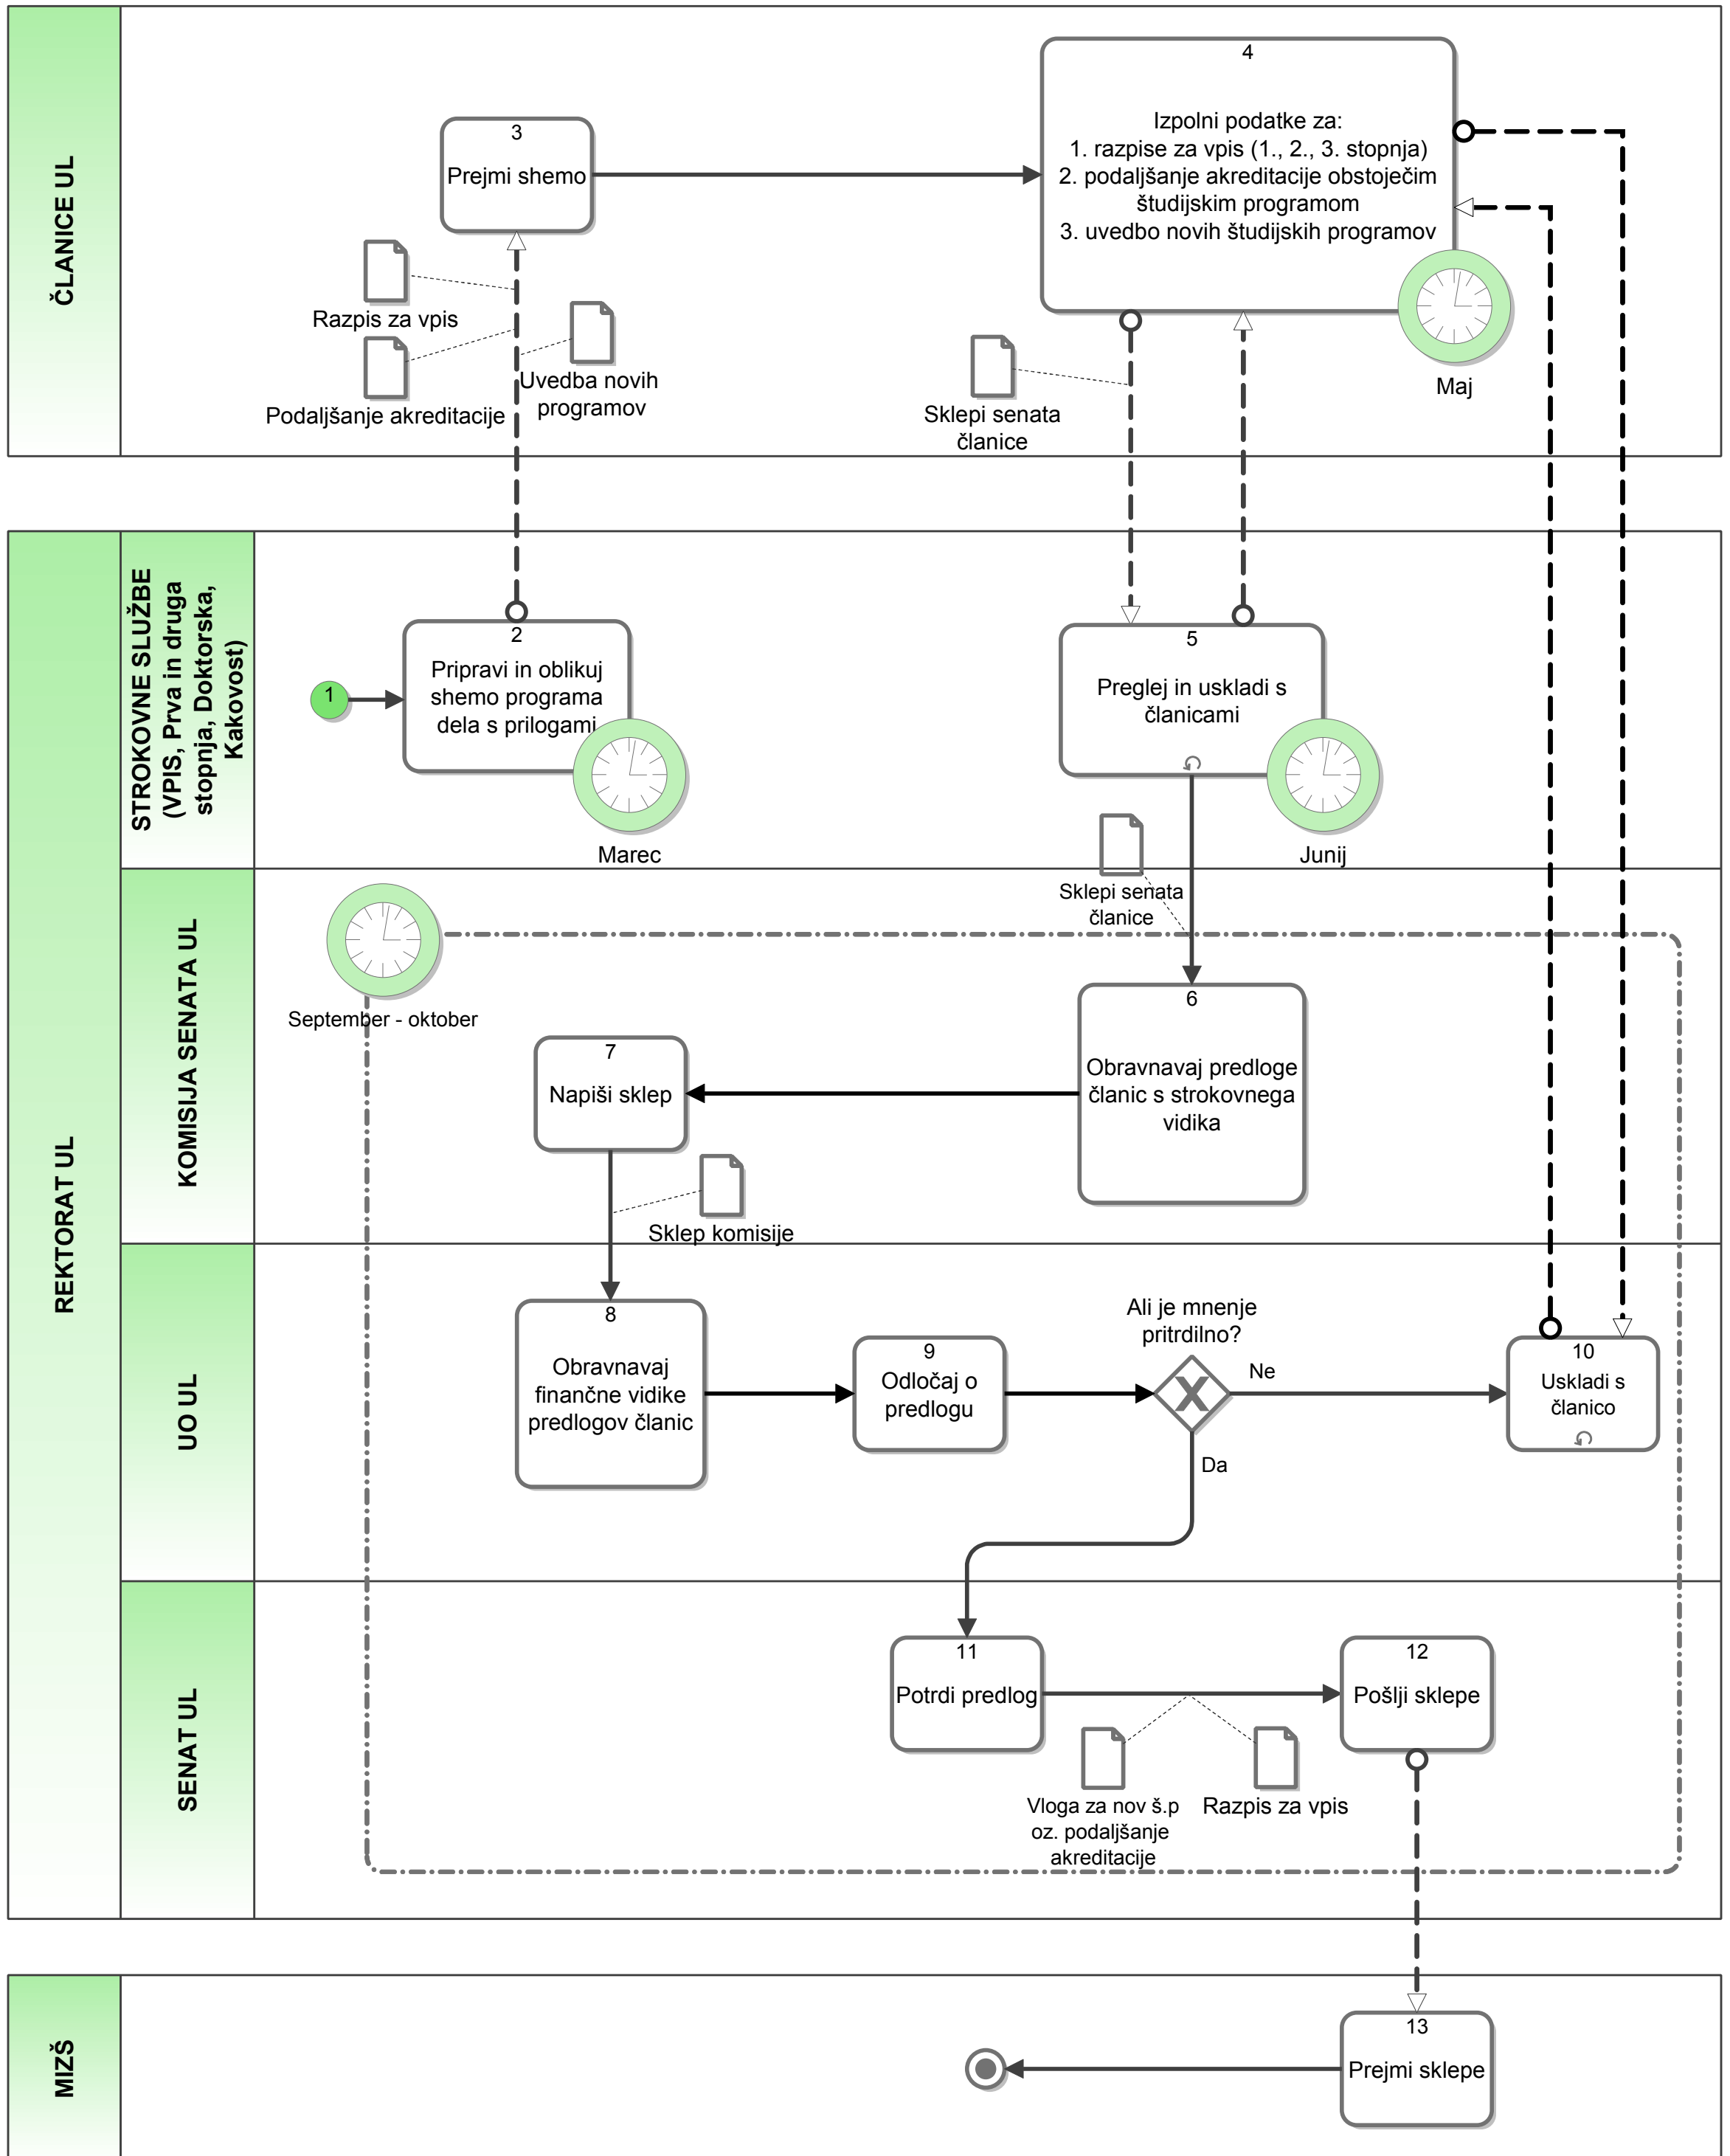 ČLANICE UL
3
Prejmi shemo
4
Izpolni podatke za:
1. razpise za vpis (1., 2., 3. stopnja)
2. podaljšanje akreditacije obstoječim
študijskim programom
3. uvedbo novih študijskih programov
Maj
Razpis za vpis
Podaljšanje akreditacije
Uvedba novih
programov
Sklepi senata
članice
REKTORAT UL
STROKOVNE SLUŽBE
(VPIS, Prva in druga
stopnja, Doktorska,
Kakovost)
1
2
Pripravi in oblikuj
shemo programa
dela s prilogami
Marec
5
Preglej in uskladi s
članicami
Junij
Sklepi senata
članice
KOMISIJA SENATA UL
September - oktober
6
Obravnavaj predloge
članic s strokovnega
vidika
7
Napiši sklep
Sklep komisije
UO UL
8
Obravnavaj
finančne vidike
predlogov članic
9
Odločaj o
predlogu
Ali je mnenje
pritrdilno?
Ne
Da
10
Uskladi s
članico
SENAT UL
11
Potrdi predlog
12
Pošlji sklepe
Vloga za nov š.p
oz. podaljšanje
akreditacije
Razpis za vpis
MIZŠ
13
Prejmi sklepe